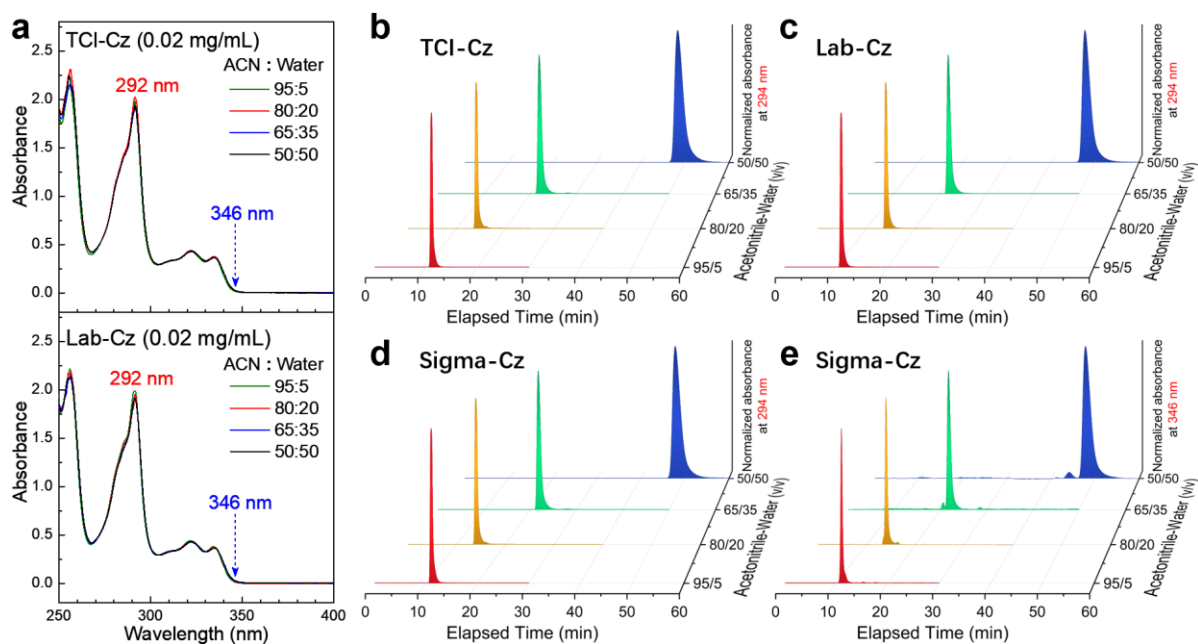 a
TCI-Cz (0.02 mg/mL)
ACN : Water
95:5
80:20
65:35
50:50
292 nm
346 nm
Absorbance
2.5
2.0
1.5
1.0
0.5
0.0
Lab-Cz (0.02 mg/mL)
ACN : Water
95:5
80:20
65:35
50:50
292 nm
346 nm
Absorbance
2.5
2.0
1.5
1.0
0.5
0.0
250 300 350 400
Wavelength (nm)
b
TCI-Cz
Normalized absorbance
at 294 nm
50/50
65/35
80/20
95/5
Acetonitrile-Water (v/v)
0 10 20 30 40 50 60
Elapsed Time (min)
c
Lab-Cz
Normalized absorbance
at 294 nm
50/50
65/35
80/20
95/5
Acetonitrile-Water (v/v)
0 10 20 30 40 50 60
Elapsed Time (min)
d
Sigma-Cz
Normalized absorbance
at 294 nm
50/50
65/35
80/20
95/5
Acetonitrile-Water (v/v)
0 10 20 30 40 50 60
Elapsed Time (min)
e
Sigma-Cz
Normalized absorbance
at 346 nm
50/50
65/35
80/20
95/5
Acetonitrile-Water (v/v)
0 10 20 30 40 50 60
Elapsed Time (min)